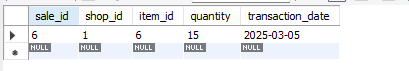 sale_id shop_id item_id quantity transaction_date
6 1 6 15 2025-03-05
NULL NULL NULL NULL NULL